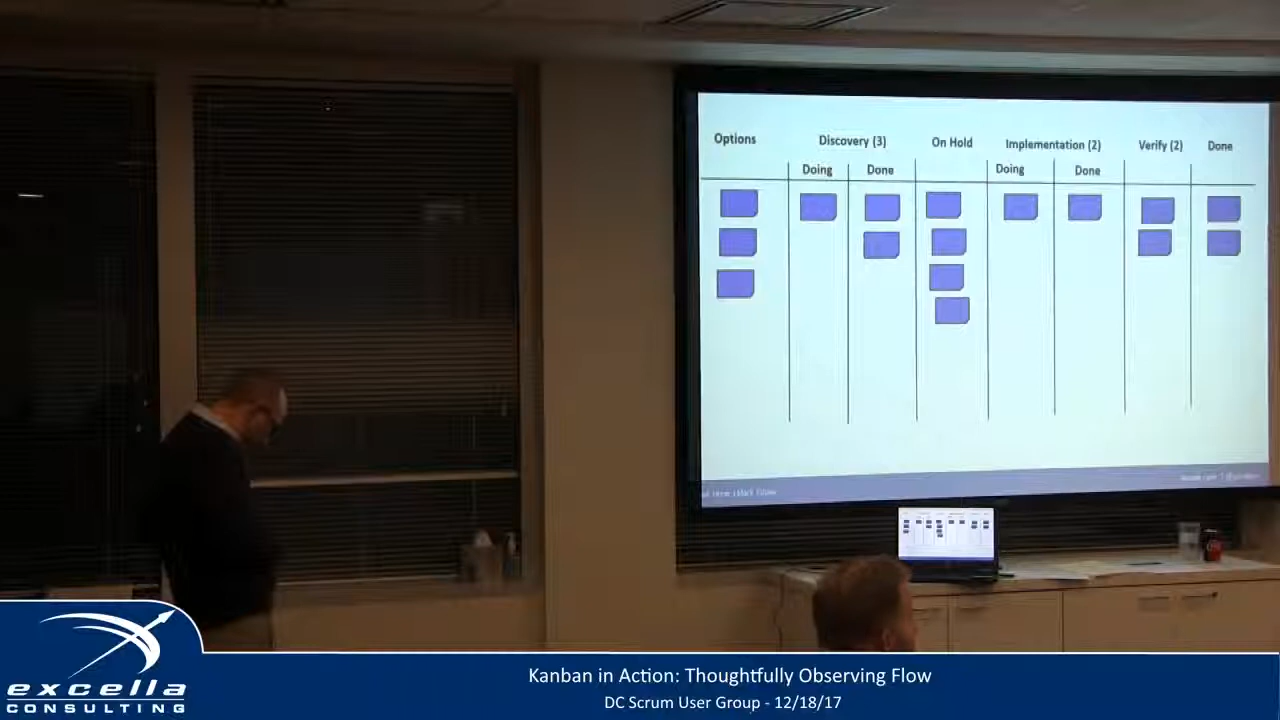 Options Discovery (3) On Hold Implementation (2) Verify (2) Done
Doing Done Doing Done
excella
CONSULTING
Kanban in Action: Thoughtfully Observing Flow
DC Scrum User Group - 12/18/17